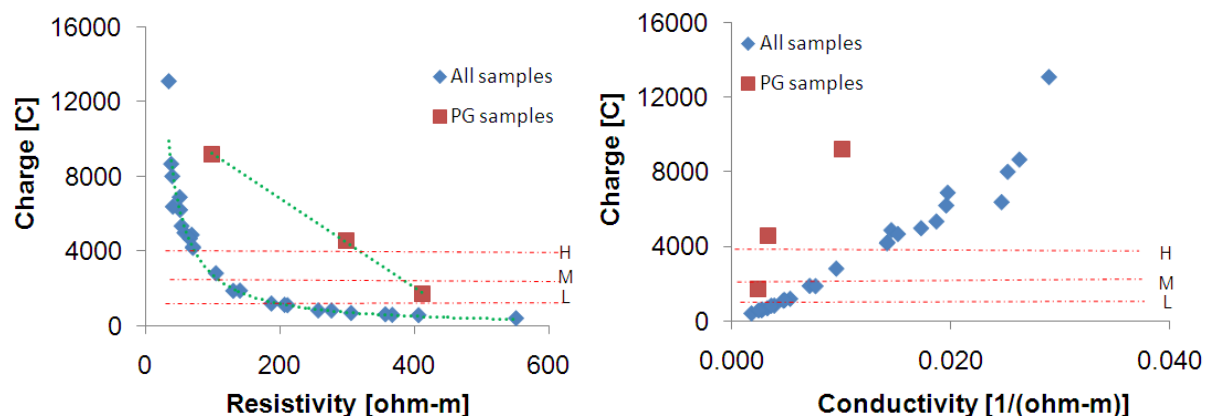 16000
12000
8000
4000
0
Charge [C]
All samples
PG samples
H
M
L
0
200
400
600
Resistivity [ohm-m]
16000
12000
8000
4000
0
Charge [C]
All samples
PG samples
H
M
L
0.000
0.020
0.040
Conductivity [1/(ohm-m)]